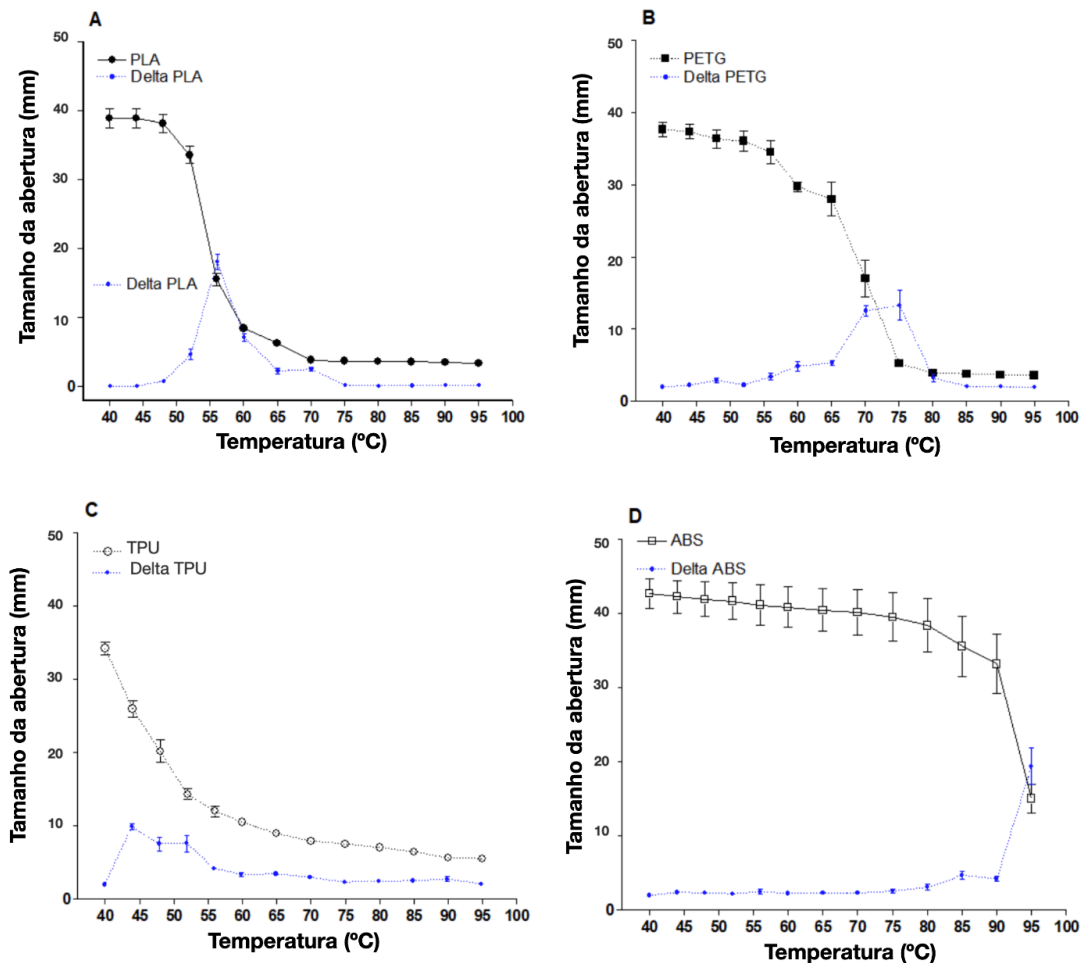 A
PLA
Delta PLA
Delta PLA
Tamanho da abertura (mm)
50
40
30
20
10
0
40 45 50 55 60 65 70 75 80 85 90 95 100
Temperatura (ºC)
B
PETG
Delta PETG
Tamanho da abertura (mm)
50
40
30
20
10
0
40 45 50 55 60 65 70 75 80 85 90 95 100
Temperatura (ºC)
C
TPU
Delta TPU
Tamanho da abertura (mm)
50
40
30
20
10
0
40 45 50 55 60 65 70 75 80 85 90 95 100
Temperatura (ºC)
D
ABS
Delta ABS
Tamanho da abertura (mm)
50
40
30
20
10
0
40 45 50 55 60 65 70 75 80 85 90 95 100
Temperatura (ºC)